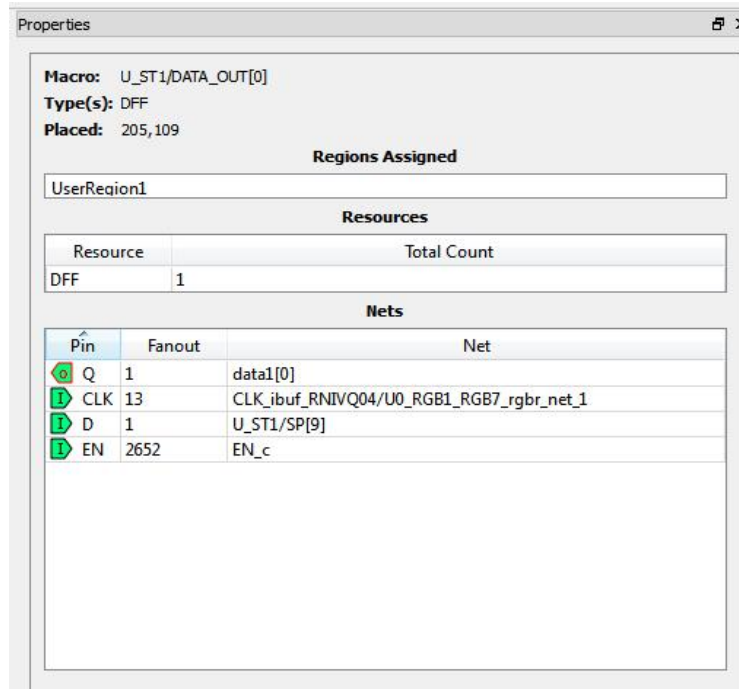 Properties
Macro: U_ST1/DATA_OUT[0]
Type(s): DFF
Placed: 205,109
Regions Assigned
UserRegion1
Resources
Resource Total Count
DFF 1
Nets
Pin Fanout Net
O Q 1 data1[0]
I CLK 13 CLK_ibuf_RNIVQ04/U0_RGB1_RGB7_rgbr_net_1
I D 1 U_ST1/SP[9]
I EN 2652 EN_c